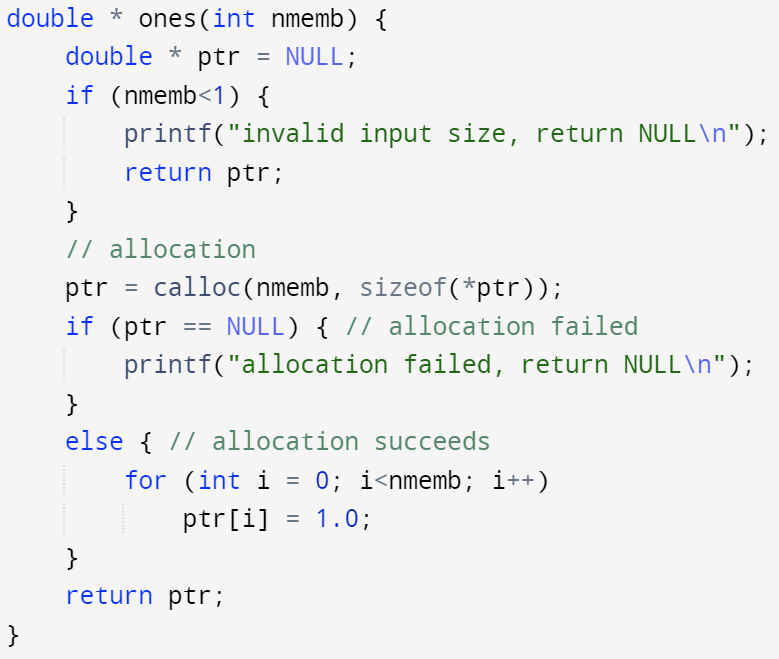 double * ones(int nmemb) {
    double * ptr = NULL;
    if (nmemb<1) {
        printf("invalid input size, return NULL\n");
        return ptr;
    }
    // allocation
    ptr = calloc(nmemb, sizeof(*ptr));
    if (ptr == NULL) { // allocation failed
        printf("allocation failed, return NULL\n");
    }
    else { // allocation succeeds
        for (int i = 0; i<nmemb; i++)
            ptr[i] = 1.0;
    }
    return ptr;
}